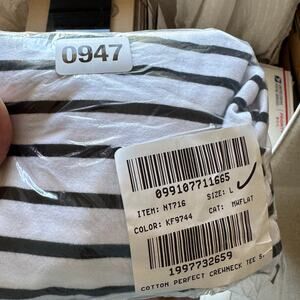 0947
099107711665
ITEM: NT716 SIZE: L
COLOR: KF9744 CAT: MWFLAT
1997732659
COTTON PERFECT CREWNECK TEE S.